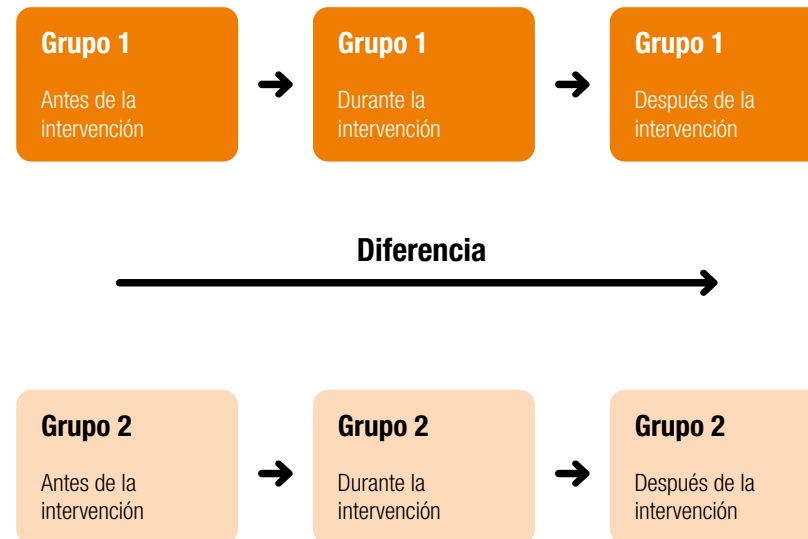 Grupo 1
Antes de la
intervención
Grupo 1
Durante la
intervención
Grupo 1
Después de la
intervención
Diferencia
Grupo 2
Antes de la
intervención
Grupo 2
Durante la
intervención
Grupo 2
Después de la
intervención